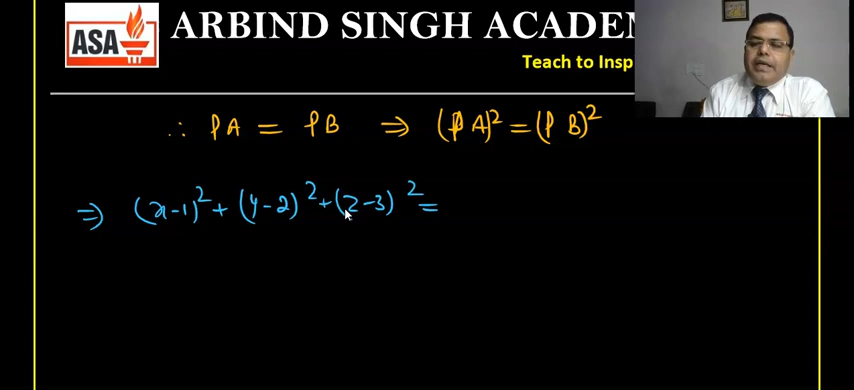 ASA
ARBIND SINGH ACADEM
Teach to Insp
∴ PA = PB ⇒ (PA)² = (PB)²
⇒ (x-1)² + (y-2)² + (z-3)² =